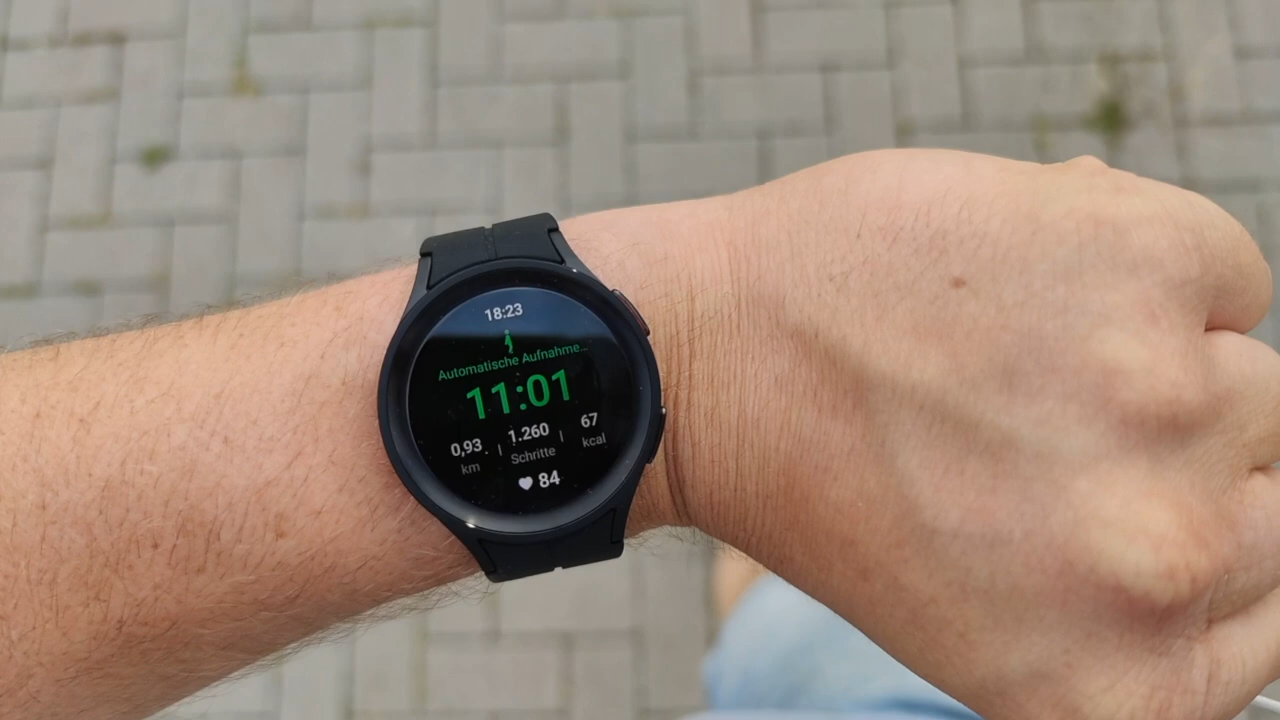 18:23
Automatische Aufnahme...
11:01
0,93 | 1.260 | 67
km Schritte kcal
84